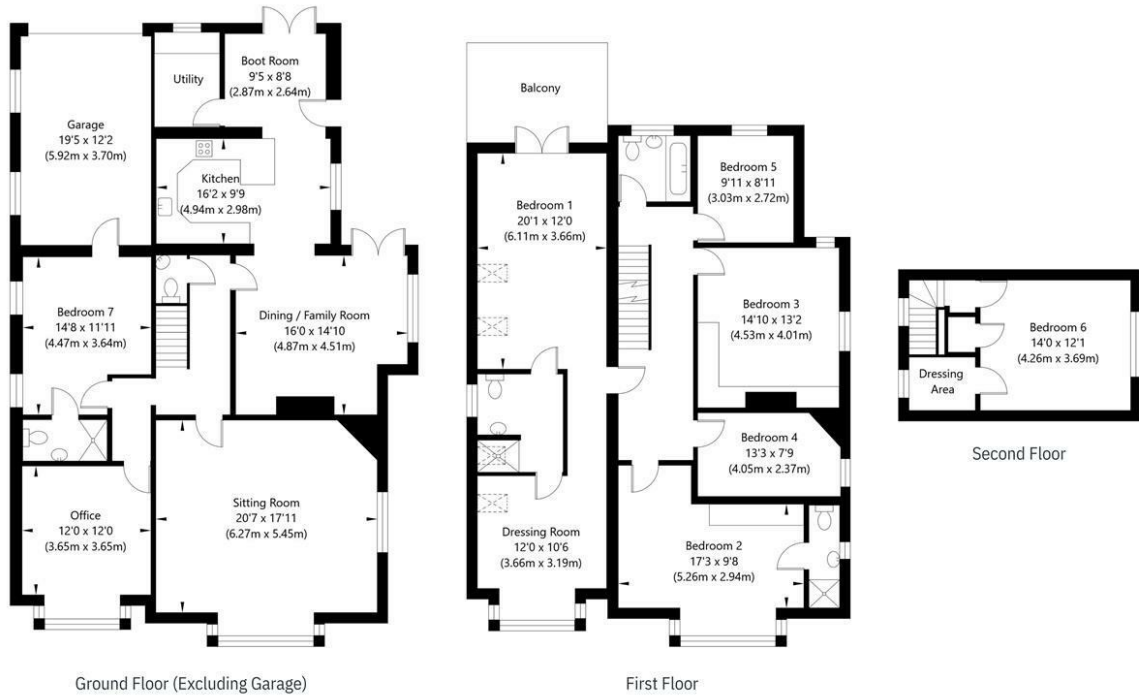 Garage
19'5 x 12'2
(5.92m x 3.70m)
Utility
Boot Room
9'5 x 8'8
(2.87m x 2.64m)
Kitchen
16'2 x 9'9
(4.94m x 2.98m)
Bedroom 7
14'8 x 11'11
(4.47m x 3.64m)
Dining / Family Room
16'0 x 14'10
(4.87m x 4.51m)
Office
12'0 x 12'0
(3.65m x 3.65m)
Sitting Room
20'7 x 17'11
(6.27m x 5.45m)
Ground Floor (Excluding Garage)
Balcony
Bedroom 1
20'1 x 12'0
(6.11m x 3.66m)
Bedroom 5
9'11 x 8'11
(3.03m x 2.72m)
Bedroom 3
14'10 x 13'2
(4.53m x 4.01m)
Bedroom 4
13'3 x 7'9
(4.05m x 2.37m)
Dressing Room
12'0 x 10'6
(3.66m x 3.19m)
Bedroom 2
17'3 x 9'8
(5.26m x 2.94m)
First Floor
Bedroom 6
14'0 x 12'1
(4.26m x 3.69m)
Dressing
Area
Second Floor